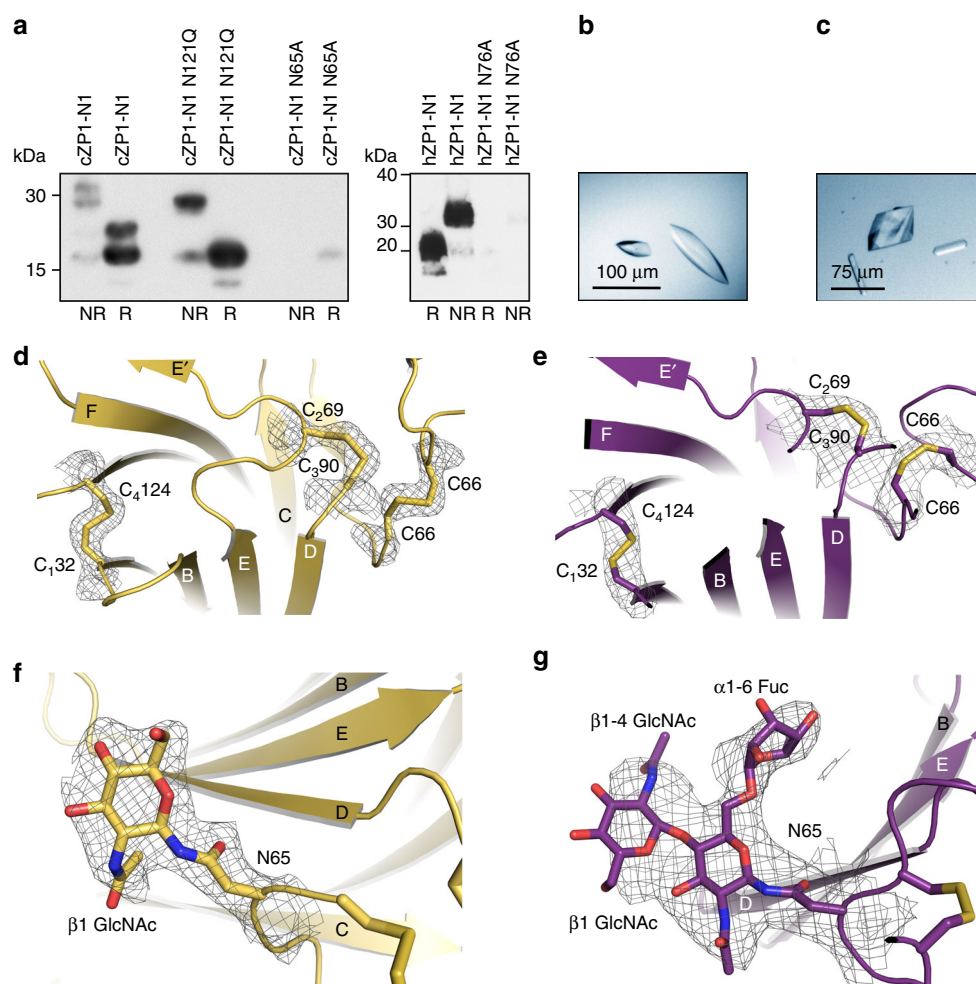 a
b
c
cZP1-N1
cZP1-N1
cZP1-N1 N121Q
cZP1-N1 N121Q
cZP1-N1 N65A
cZP1-N1 N65A
hZP1-N1
hZP1-N1
hZP1-N1 N76A
hZP1-N1 N76A
kDa
30
15
kDa
40
30
20
NR R NR R NR R
R NR R NR
100 μm
75 μm
d
E′
F
C₂69
C₃90
C66
C₄124
C
C66
C₁32
B
E
D
e
E′
C₂69
F
C₃90
C66
C₄124
C66
D
C₁32
E
B
f
B
E
D
N65
β1 GlcNAc
C
g
α1-6 Fuc
β1-4 GlcNAc
B
E
N65
D
β1 GlcNAc